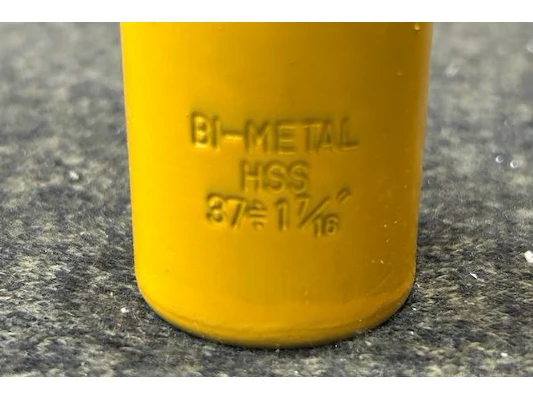 BI-METAL
HSS
37÷1 7/16"